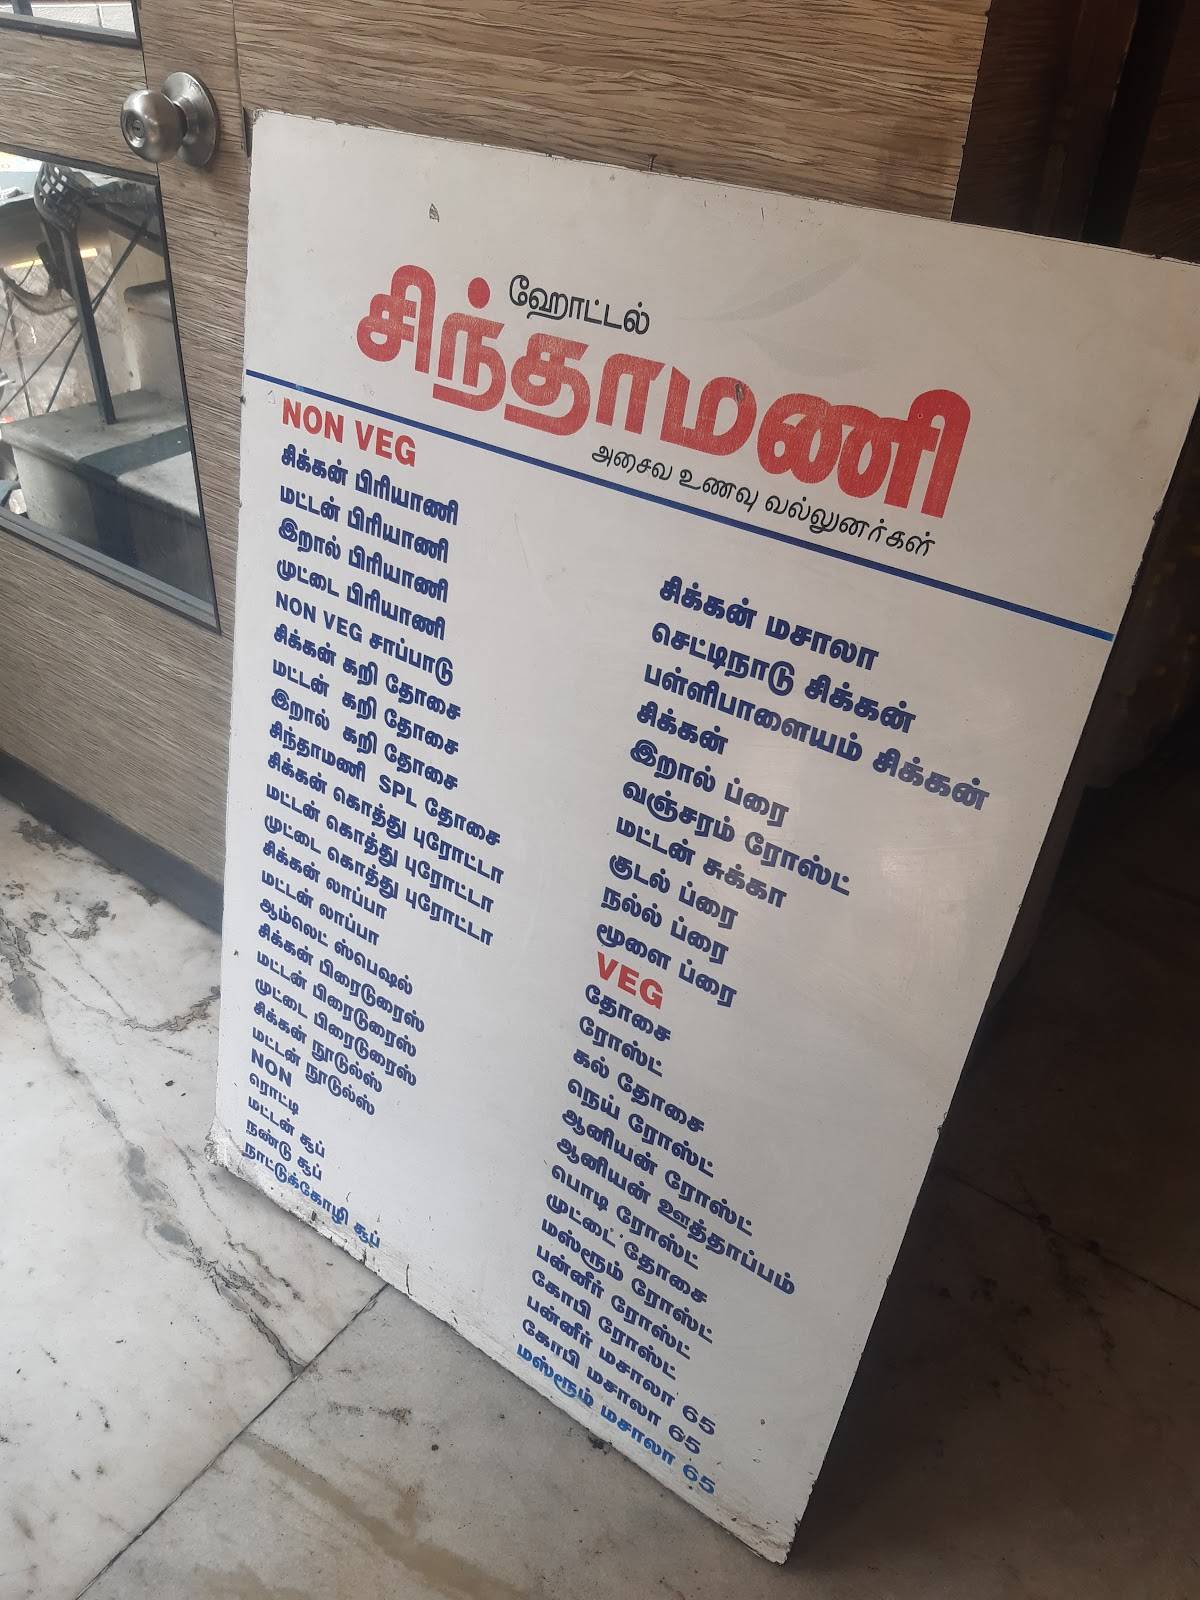 ஹோட்டல்
சிந்தாமணி
அசைவ உணவு வல்லுனர்கள்
NON VEG
சிக்கன் பிரியாணி
மட்டன் பிரியாணி
இறால் பிரியாணி
முட்டை பிரியாணி
NON VEG சாப்பாடு
சிக்கன் கறி தோசை
மட்டன் கறி தோசை
இறால் கறி தோசை
சிந்தாமணி SPL தோசை
சிக்கன் கொத்து புரோட்டா
மட்டன் கொத்து புரோட்டா
முட்டை கொத்து புரோட்டா
சிக்கன் லாப்பா
மட்டன் லாப்பா
ஆம்லெட் ஸ்பெஷல்
சிக்கன் பிரைடுரைஸ்
மட்டன் பிரைடுரைஸ்
முட்டை பிரைடுரைஸ்
சிக்கன் நூடுல்ஸ்
மட்டன் நூடுல்ஸ்
NON
ரொட்டி
மட்டன் சூப்
நண்டு சூப்
நாட்டுக்கோழி சூப்
சிக்கன் மசாலா
செட்டிநாடு சிக்கன்
பள்ளிபாளையம் சிக்கன்
சிக்கன்
இறால் ப்ரை
வஞ்சரம் ரோஸ்ட்
மட்டன் சுக்கா
குடல் ப்ரை
நல்ல் ப்ரை
மூளை ப்ரை
VEG
தோசை
ரோஸ்ட்
கல் தோசை
நெய் ரோஸ்ட்
ஆனியன் ரோஸ்ட்
ஆனியன் ஊத்தாப்பம்
பொடி ரோஸ்ட்
முட்டை தோசை
மஸ்ரூம் ரோஸ்ட்
பன்னீர் ரோஸ்ட்
கோபி ரோஸ்ட்
பன்னீர் மசாலா 65
கோபி மசாலா 65
மஸ்ரூம் மசாலா 65